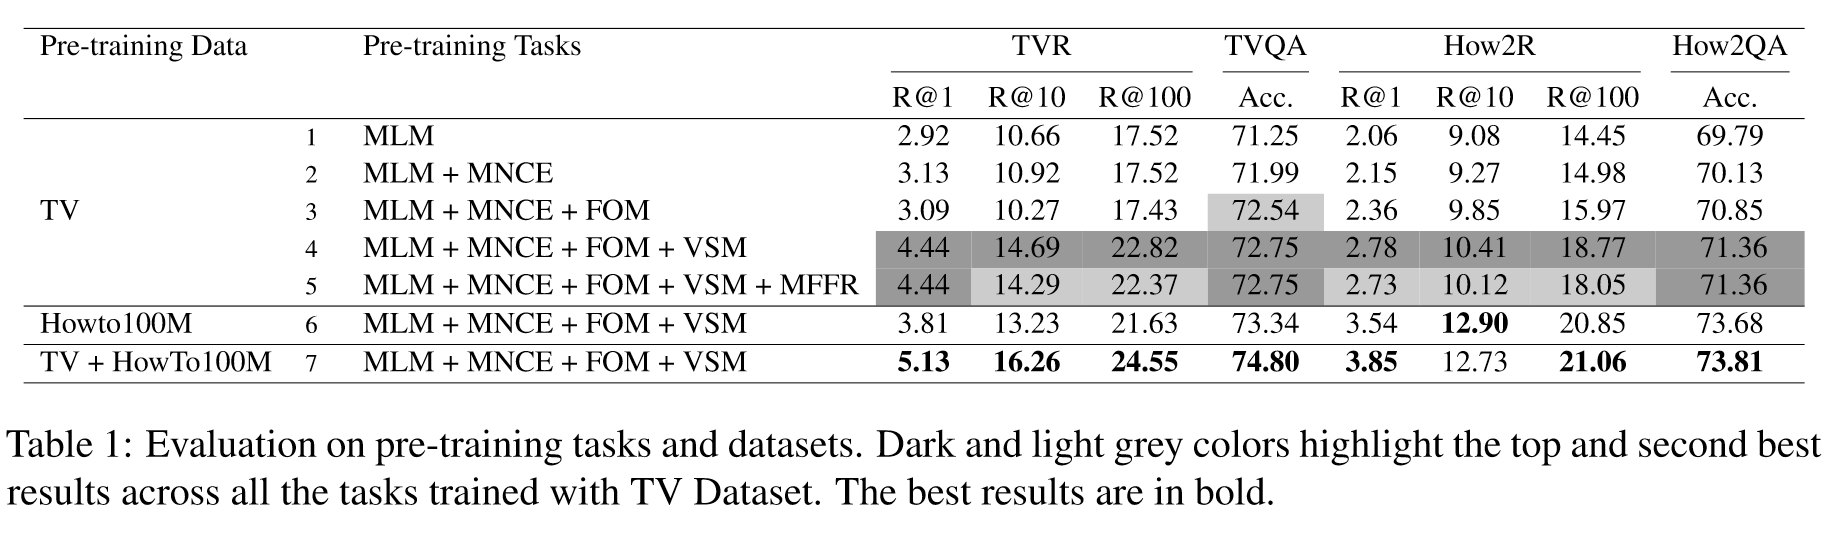 Pre-training Data Pre-training Tasks TVR TVQA How2R How2QA
R@1 R@10 R@100 Acc. R@1 R@10 R@100 Acc.
1 MLM 2.92 10.66 17.52 71.25 2.06 9.08 14.45 69.79
2 MLM + MNCE 3.13 10.92 17.52 71.99 2.15 9.27 14.98 70.13
TV 3 MLM + MNCE + FOM 3.09 10.27 17.43 72.54 2.36 9.85 15.97 70.85
4 MLM + MNCE + FOM + VSM 4.44 14.69 22.82 72.75 2.78 10.41 18.77 71.36
5 MLM + MNCE + FOM + VSM + MFFR 4.44 14.29 22.37 72.75 2.73 10.12 18.05 71.36
Howto100M 6 MLM + MNCE + FOM + VSM 3.81 13.23 21.63 73.34 3.54 12.90 20.85 73.68
TV + HowTo100M 7 MLM + MNCE + FOM + VSM 5.13 16.26 24.55 74.80 3.85 12.73 21.06 73.81
Table 1: Evaluation on pre-training tasks and datasets. Dark and light grey colors highlight the top and second best
results across all the tasks trained with TV Dataset. The best results are in bold.